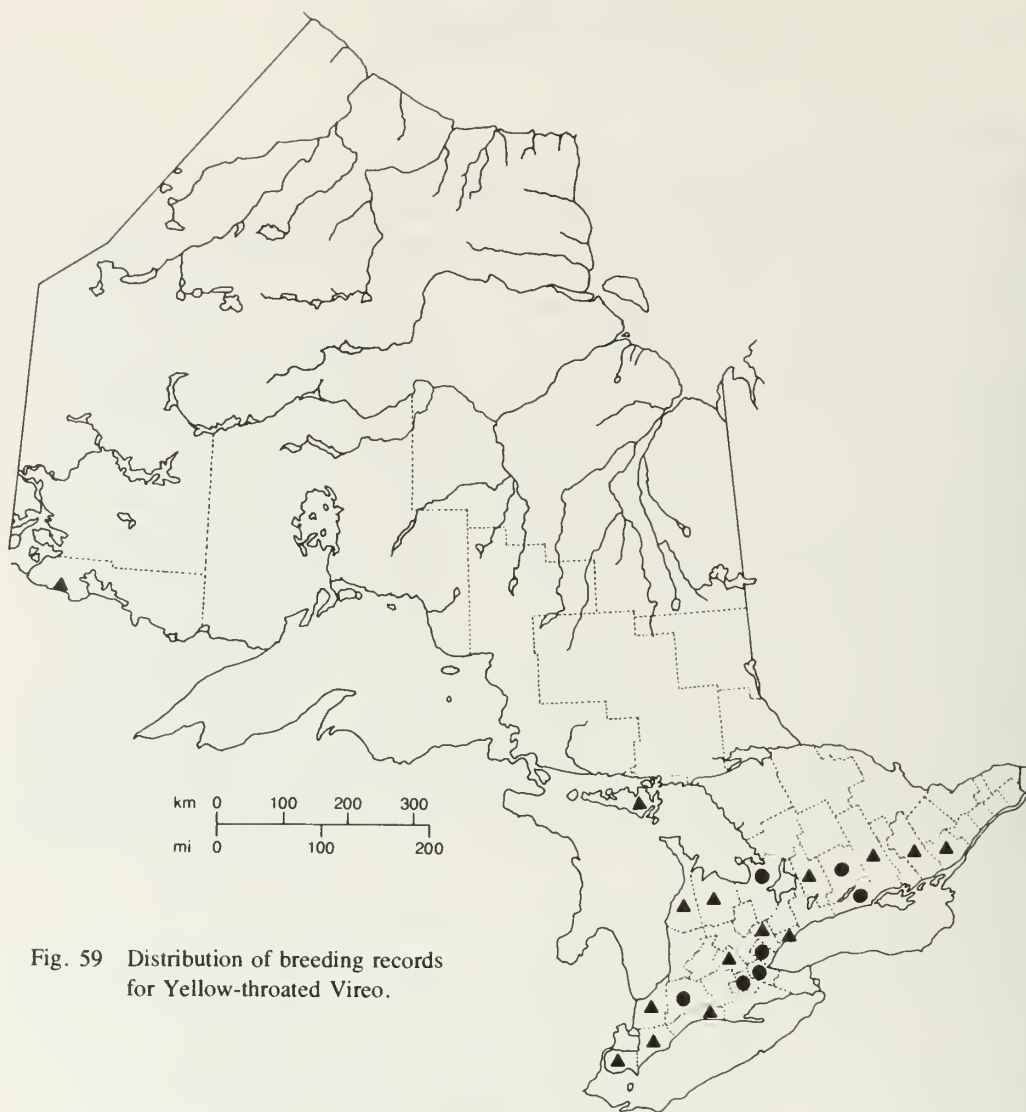 km 0 100 200 300
mi 0 100 200
Fig. 59 Distribution of breeding records
for Yellow-throated Vireo.